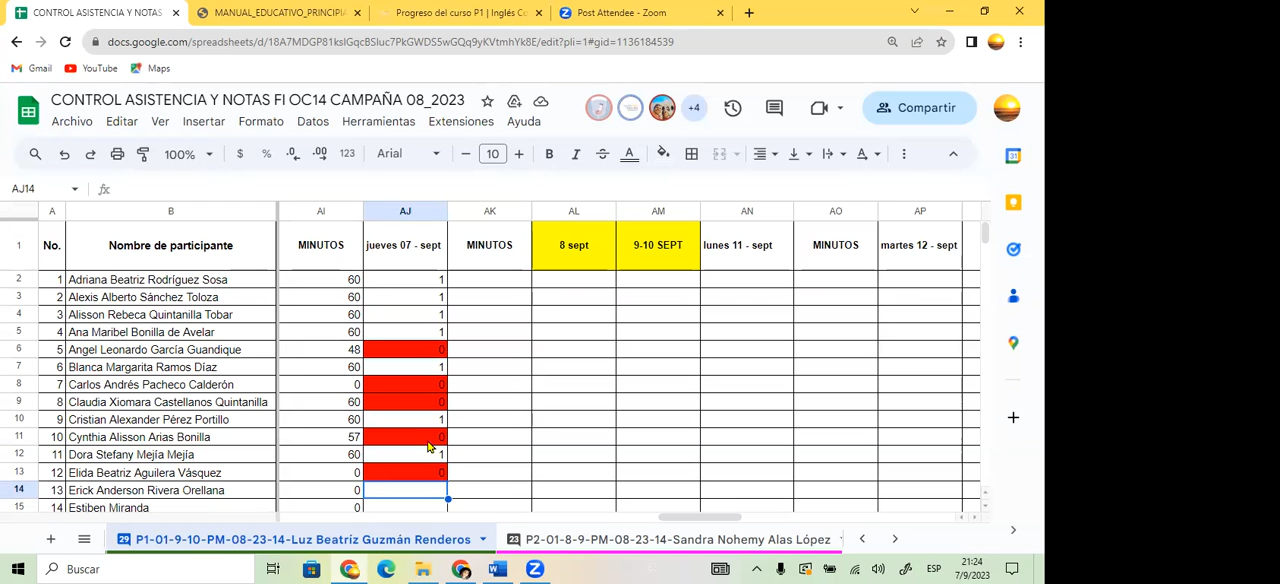 CONTROL ASISTENCIA Y NOTAS
MANUAL_EDUCATIVO_PRINCIPIA
Progreso del curso P1 | Inglés Co
Post Attendee - Zoom
docs.google.com/spreadsheets/d/18A7MDGP81kslGqcBSluc7PkGWDS5wGQq9yKVtmhYk8E/edit?pli=1#gid=1136184539
Gmail YouTube Maps
CONTROL ASISTENCIA Y NOTAS FI OC14 CAMPAÑA 08_2023
+4
Compartir
Archivo Editar Ver Insertar Formato Datos Herramientas Extensiones Ayuda
100% $ % .0 .00 123 Arial 10 B I S A
AJ14 fx
A B AI AJ AK AL AM AN AO AP
1 No. Nombre de participante MINUTOS jueves 07 - sept MINUTOS 8 sept 9-10 SEPT lunes 11 - sept MINUTOS martes 12 - sept
2 1 Adriana Beatriz Rodríguez Sosa 60 1
3 2 Alexis Alberto Sánchez Toloza 60 1
4 3 Alisson Rebeca Quintanilla Tobar 60 1
5 4 Ana Maribel Bonilla de Avelar 60 1
6 5 Angel Leonardo García Guandique 48 0
7 6 Blanca Margarita Ramos Díaz 60 1
8 7 Carlos Andrés Pacheco Calderón 0 0
9 8 Claudia Xiomara Castellanos Quintanilla 60 0
10 9 Cristian Alexander Pérez Portillo 60 1
11 10 Cynthia Alisson Arias Bonilla 57 0
12 11 Dora Stefany Mejía Mejía 60 1
13 12 Elida Beatriz Aguilera Vásquez 0 0
14 13 Erick Anderson Rivera Orellana 0
15 14 Estiben Miranda 0
29 P1-01-9-10-PM-08-23-14-Luz Beatríz Guzmán Renderos
23 P2-01-8-9-PM-08-23-14-Sandra Nohemy Alas López
Buscar
ESP
21:24
7/9/2023